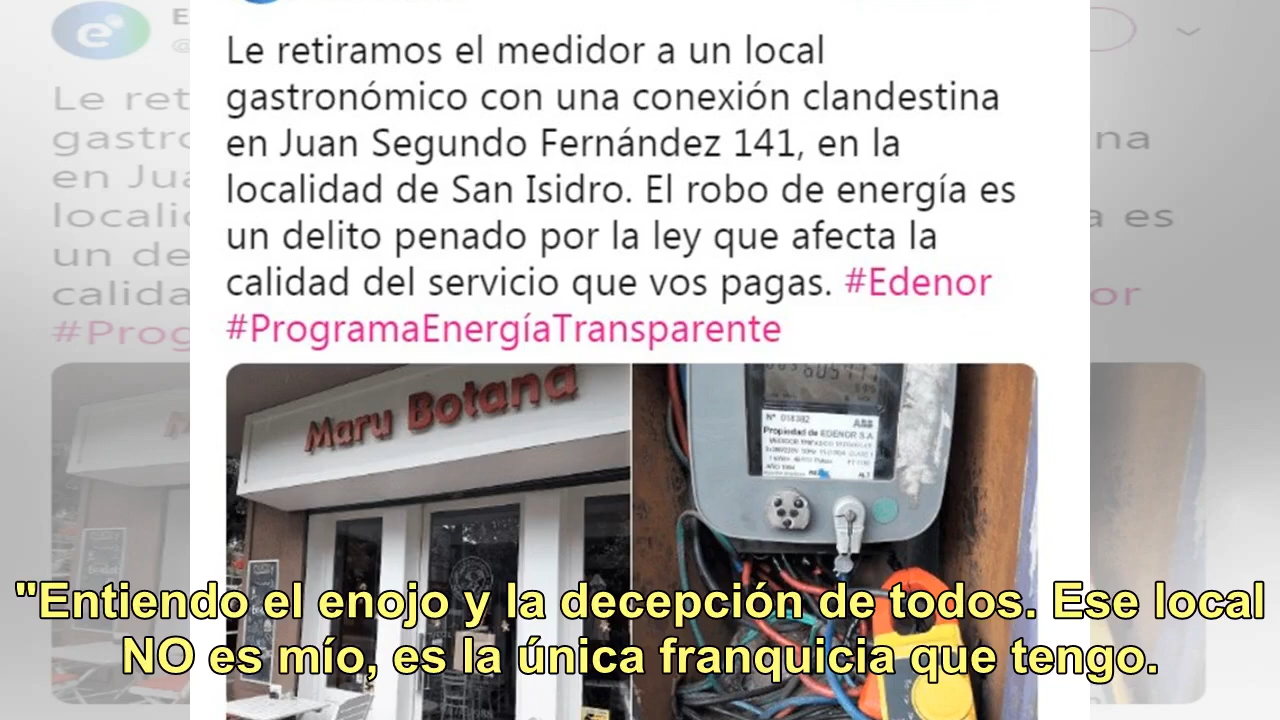 Le retiramos el medidor a un local
gastronómico con una conexión clandestina
en Juan Segundo Fernández 141, en la
localidad de San Isidro. El robo de energía es
un delito penado por la ley que afecta la
calidad del servicio que vos pagas. #Edenor
#ProgramaEnergíaTransparente
Maru Botana
Nº 018382
ABB
Propiedad de EDENOR S.A
"Entiendo el enojo y la decepción de todos. Ese local
NO es mío, es la única franquicia que tengo.